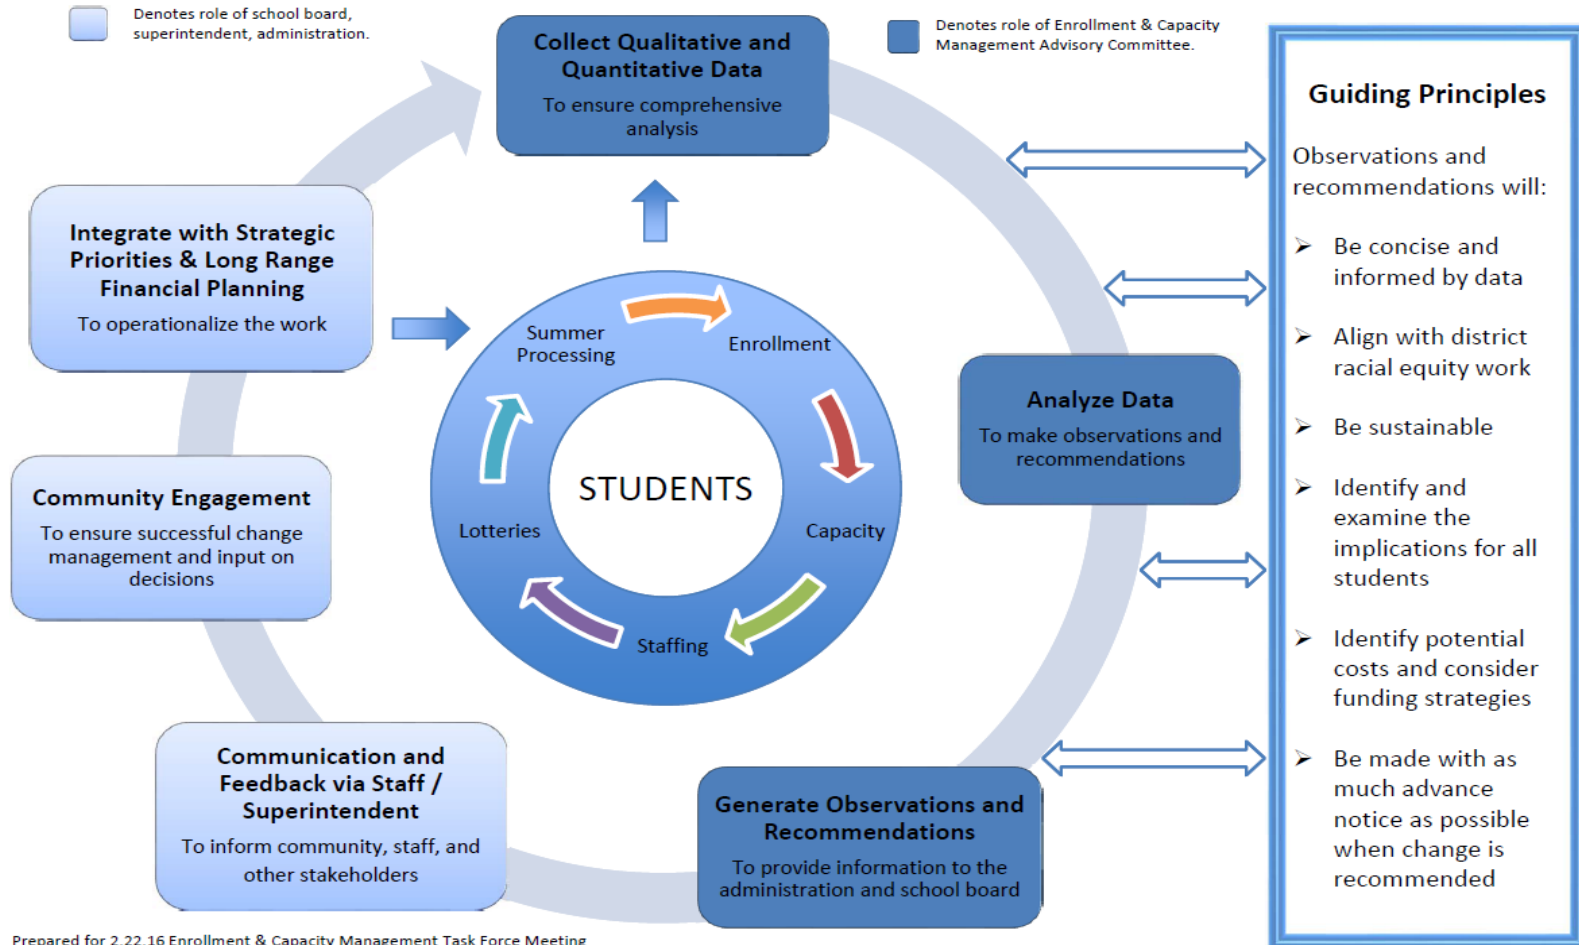 Denotes role of school board,
superintendent, administration.
Denotes role of Enrollment & Capacity
Management Advisory Committee.
Collect Qualitative and
Quantitative Data
To ensure comprehensive
analysis
Integrate with Strategic
Priorities & Long Range
Financial Planning
To operationalize the work
Community Engagement
To ensure successful change
management and input on
decisions
Communication and
Feedback via Staff /
Superintendent
To inform community, staff, and
other stakeholders
Generate Observations and
Recommendations
To provide information to the
administration and school board
Analyze Data
To make observations and
recommendations
Summer
Processing
Enrollment
Capacity
Staffing
Lotteries
STUDENTS
Guiding Principles
Observations and
recommendations will:
➢ Be concise and
informed by data
➢ Align with district
racial equity work
➢ Be sustainable
➢ Identify and
examine the
implications for all
students
➢ Identify potential
costs and consider
funding strategies
➢ Be made with as
much advance
notice as possible
when change is
recommended
Prepared for 2.22.16 Enrollment & Capacity Management Task Force Meeting